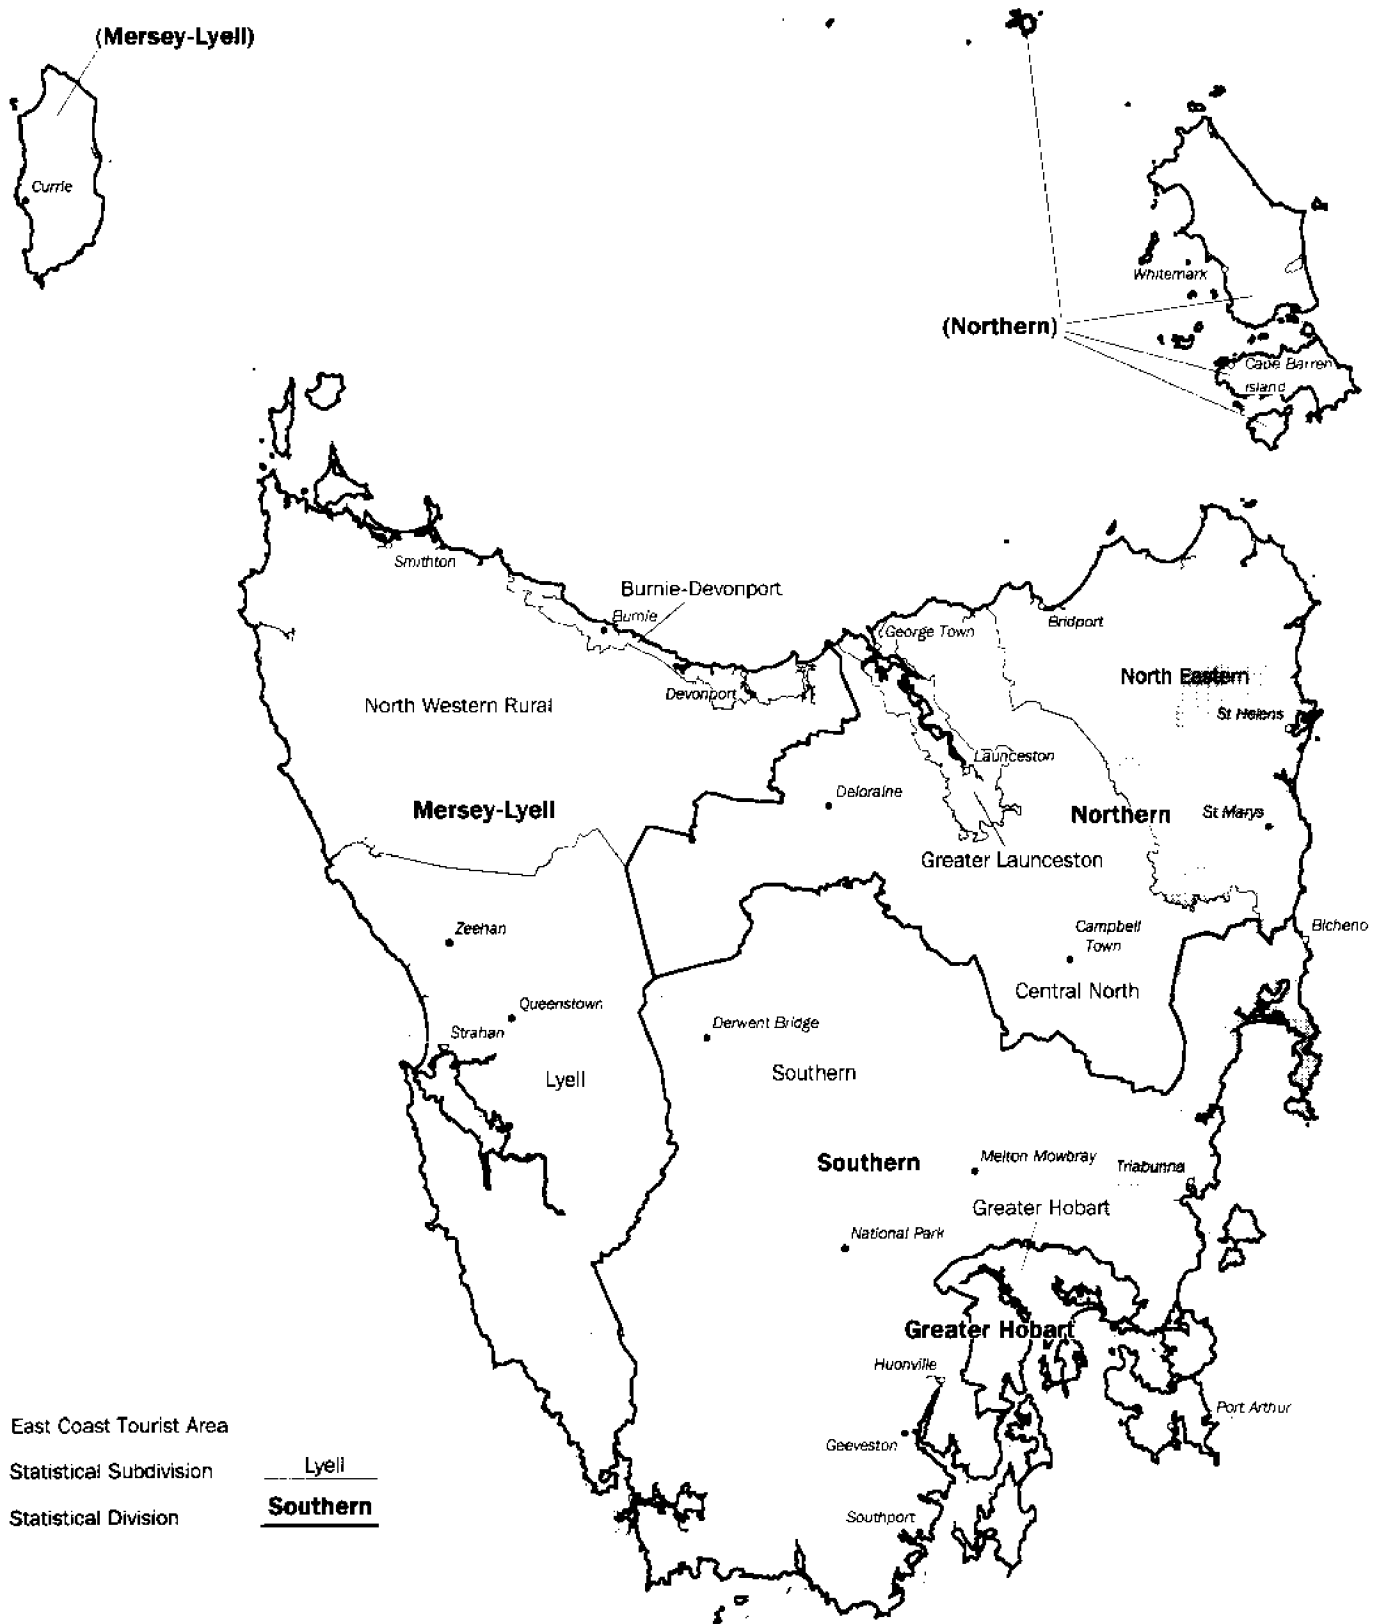 (Mersey-Lyell)
Currie
Whitemark
(Northern)
Cape Barren
Island
Smithton
Burnie-Devonport
Burnie
George Town
Bridport
North Eastern
Devonport
North Western Rural
St Helens
Launceston
Deloraine
Mersey-Lyell
Northern
St Marys
Greater Launceston
Zeehan
Campbell
Town
Bicheno
Central North
Queenstown
Strahan
Derwent Bridge
Lyell
Southern
Southern
Melton Mowbray
Triabunna
Greater Hobart
National Park
Greater Hobart
Huonville
Port Arthur
Geeveston
Southport
East Coast Tourist Area
Statistical Subdivision Lyell
Statistical Division Southern